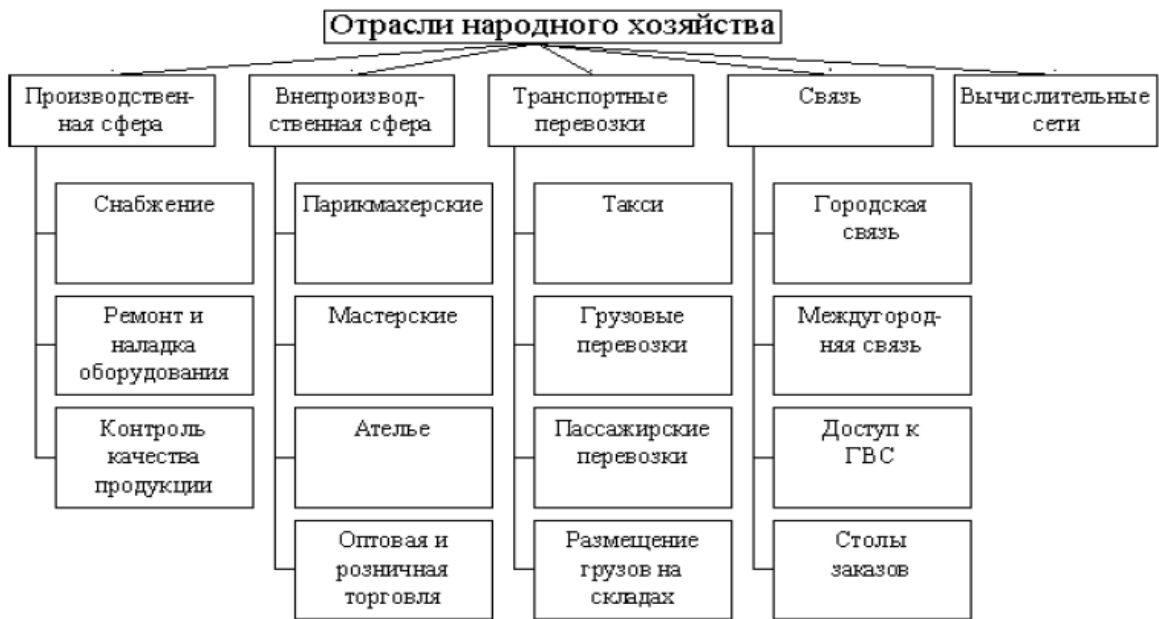 Отрасли народного хозяйства
Производствен-
ная сфера
Внепроизвод-
ственная сфера
Транспортные
перевозки
Связь
Вычислительные
сети
Снабжение
Парикмахерские
Такси
Городская
связь
Ремонт и
наладка
оборудования
Мастерские
Грузовые
перевозки
Междугород-
няя связь
Контроль
качества
продукции
Ателье
Пассажирские
перевозки
Доступ к
ГВС
Оптовая и
розничная
торговля
Размещение
грузов на
складах
Столы
заказов